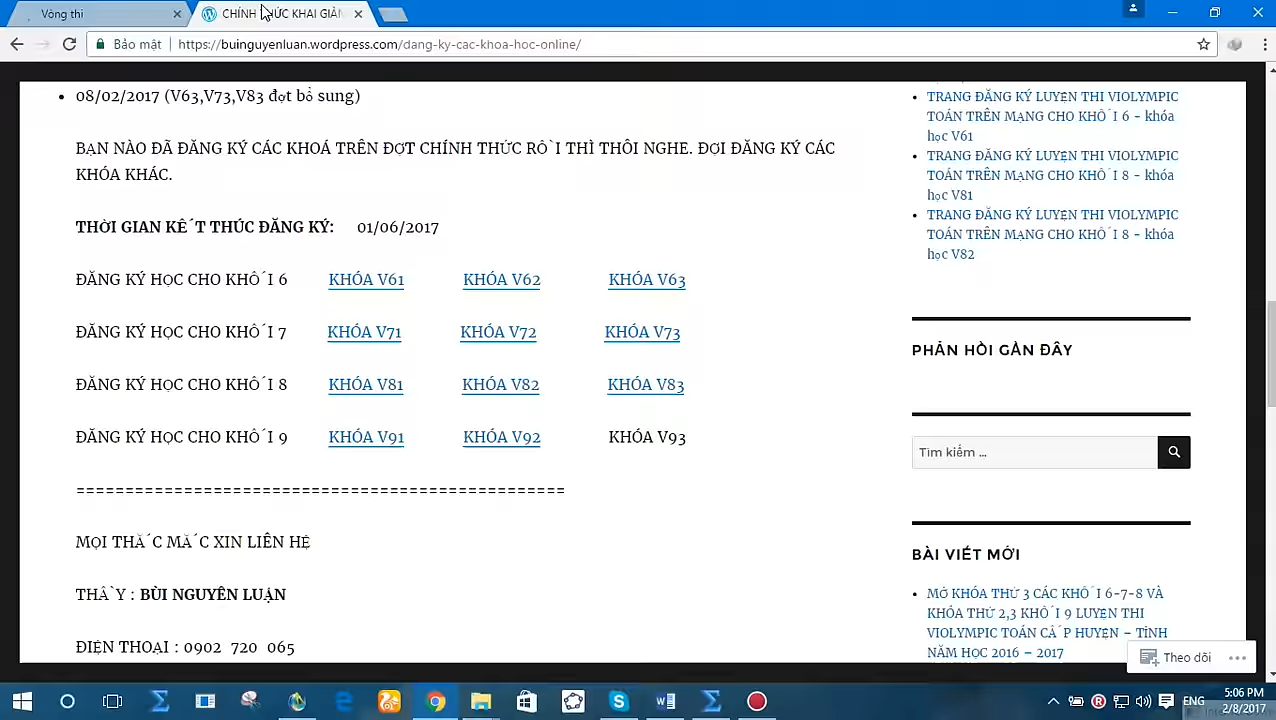 Vòng thi
CHÍNH THỨC KHAI GIẢN
Bảo mật
https://buinguyenluan.wordpress.com/dang-ky-cac-khoa-hoc-online/
08/02/2017 (V63,V73,V83 đợt bổ sung)
BẠN NÀO ĐÃ ĐĂNG KÝ CÁC KHOÁ TRÊN ĐỢT CHÍNH THỨC RỒI THÌ THÔI NGHE. ĐỢI ĐĂNG KÝ CÁC
KHÓA KHÁC.
THỜI GIAN KẾT THÚC ĐĂNG KÝ: 01/06/2017
ĐĂNG KÝ HỌC CHO KHỐI 6 KHÓA V61 KHÓA V62 KHÓA V63
ĐĂNG KÝ HỌC CHO KHỐI 7 KHÓA V71 KHÓA V72 KHÓA V73
ĐĂNG KÝ HỌC CHO KHỐI 8 KHÓA V81 KHÓA V82 KHÓA V83
ĐĂNG KÝ HỌC CHO KHỐI 9 KHÓA V91 KHÓA V92 KHÓA V93
==================================================
MỌI THẮC MẮC XIN LIÊN HỆ
THẦY : BÙI NGUYÊN LUẬN
ĐIỆN THOẠI : 0902 720 065
TRANG ĐĂNG KÝ LUYỆN THI VIOLYMPIC
TOÁN TRÊN MẠNG CHO KHỐI 6 - khóa
học V61
TRANG ĐĂNG KÝ LUYỆN THI VIOLYMPIC
TOÁN TRÊN MẠNG CHO KHỐI 8 - khóa
học V81
TRANG ĐĂNG KÝ LUYỆN THI VIOLYMPIC
TOÁN TRÊN MẠNG CHO KHỐI 8 - khóa
học V82
PHẢN HỒI GẦN ĐÂY
Tìm kiếm ...
BÀI VIẾT MỚI
MỞ KHÓA THỨ 3 CÁC KHỐI 6-7-8 VÀ
KHÓA THỨ 2,3 KHỐI 9 LUYỆN THI
VIOLYMPIC TOÁN CẤP HUYỆN – TỈNH
NĂM HỌC 2016 – 2017
Theo dõi
ENG
5:06 PM
2/8/2017